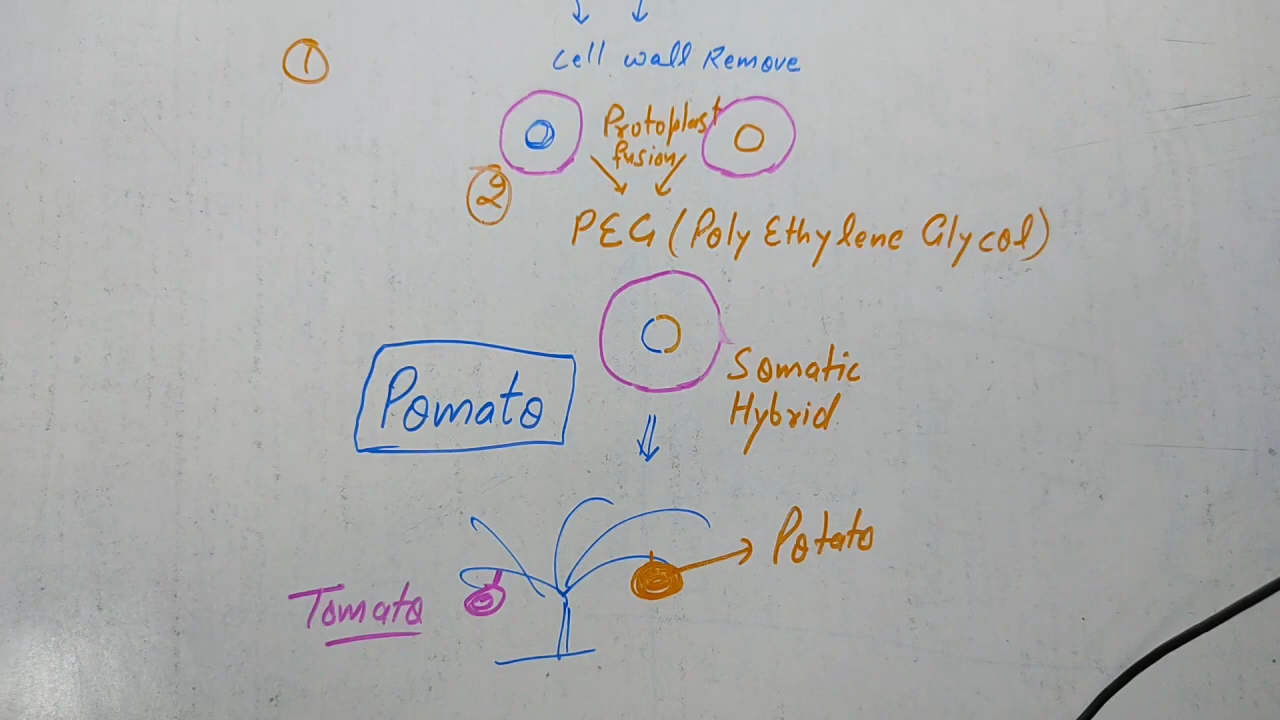 ①
Cell wall Remove
Protoplast
fusion
②
PEG (Poly Ethylene Glycol)
Somatic
Hybrid
Pomato
Potato
Tomato